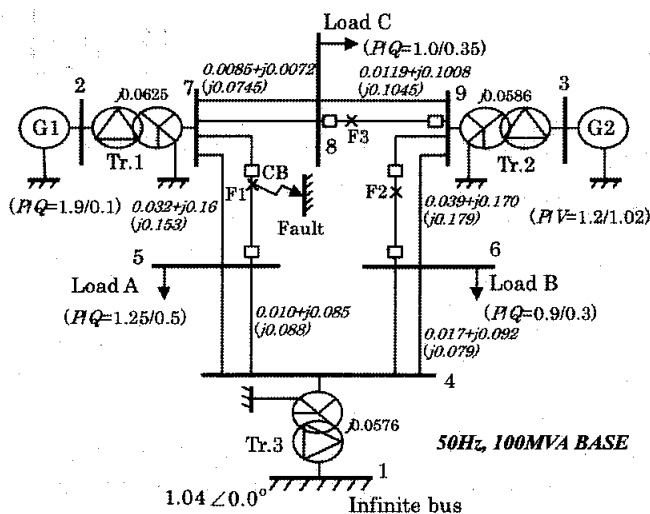 Load C
(P/Q=1.0/0.35)
0.0085+j0.0072
(j0.0745)
0.0119+j0.1008
(j0.1045)
2
j0.0625
7
9
j0.0586
3
G1
Tr.1
8
F3
Tr.2
G2
CB
F1
F2
Fault
(P/Q=1.9/0.1)
0.032+j0.16
(j0.153)
0.039+j0.170
(j0.179)
(P/V=1.2/1.02)
5
6
Load A
Load B
(P/Q=1.25/0.5)
(P/Q=0.9/0.3)
0.010+j0.085
(j0.088)
0.017+j0.092
(j0.079)
4
j0.0576
Tr.3
50Hz, 100MVA BASE
1
1.04 ∠0.0°
Infinite bus